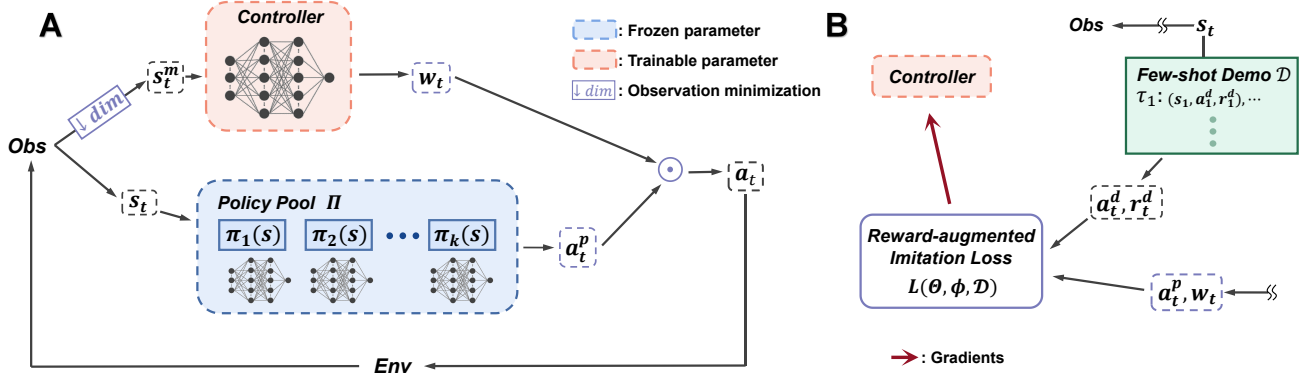 A
Controller
s_t^m
w_t
↓ dim
Obs
s_t
Policy Pool Π
π_1(s)
π_2(s)
• • •
π_k(s)
a_t^p
⊙
a_t
Env
: Frozen parameter
: Trainable parameter
↓ dim : Observation minimization
B
Obs
s_t
Controller
Few-shot Demo 𝒟
τ_1: (s_1, a_1^d, r_1^d), ⋯
a_t^d, r_t^d
Reward-augmented
Imitation Loss
L(Θ, ϕ, 𝒟)
a_t^p, w_t
: Gradients